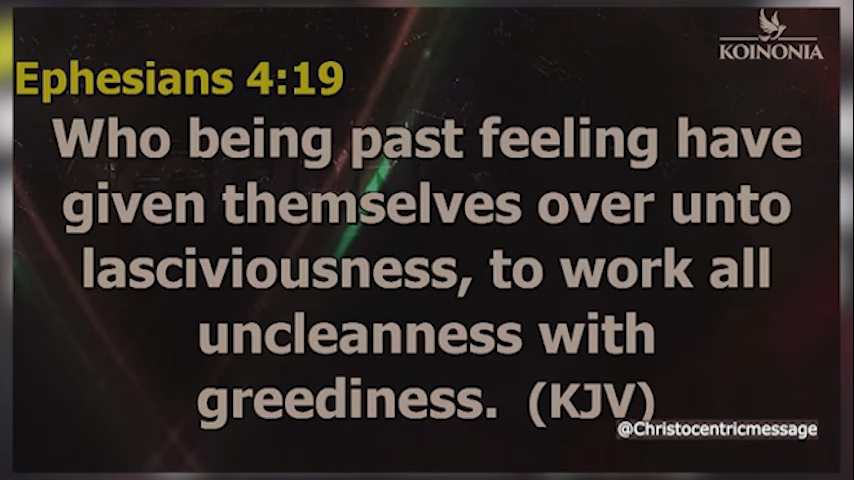 KOINONIA
Ephesians 4:19
Who being past feeling have
given themselves over unto
lasciviousness, to work all
uncleanness with
greediness. (KJV)
@Christocentricmessage